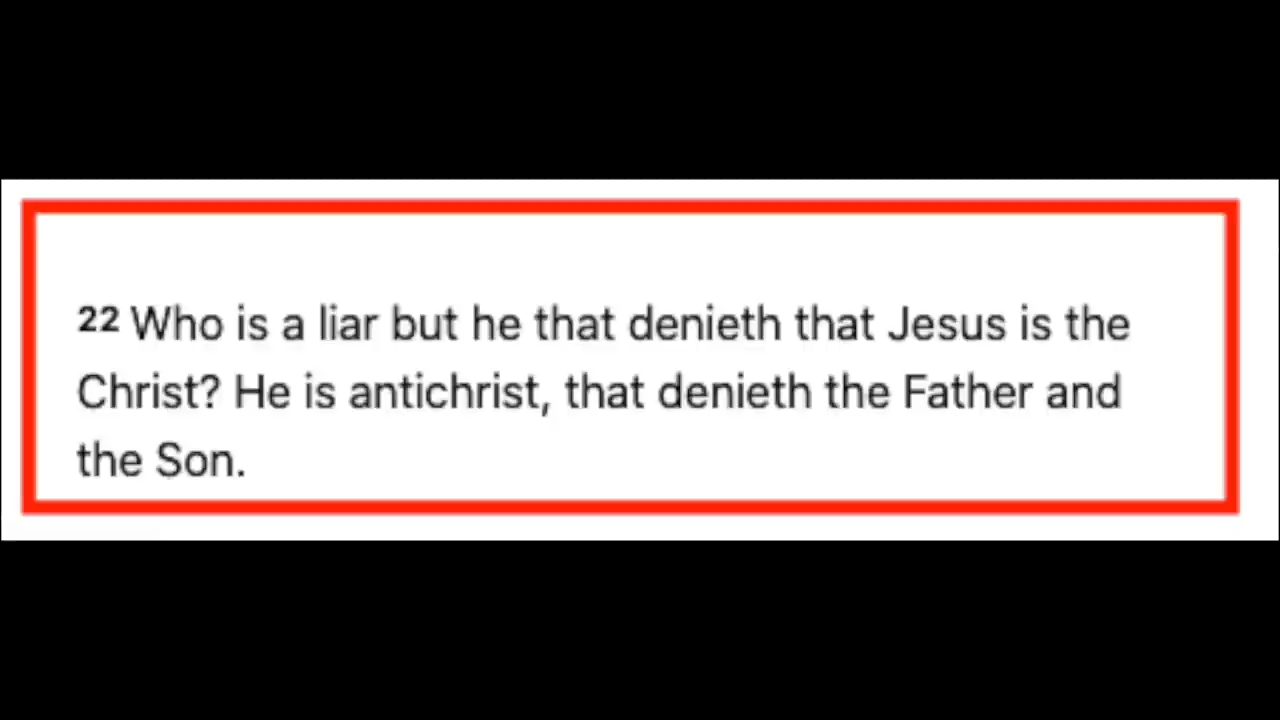 22 Who is a liar but he that denieth that Jesus is the
Christ? He is antichrist, that denieth the Father and
the Son.